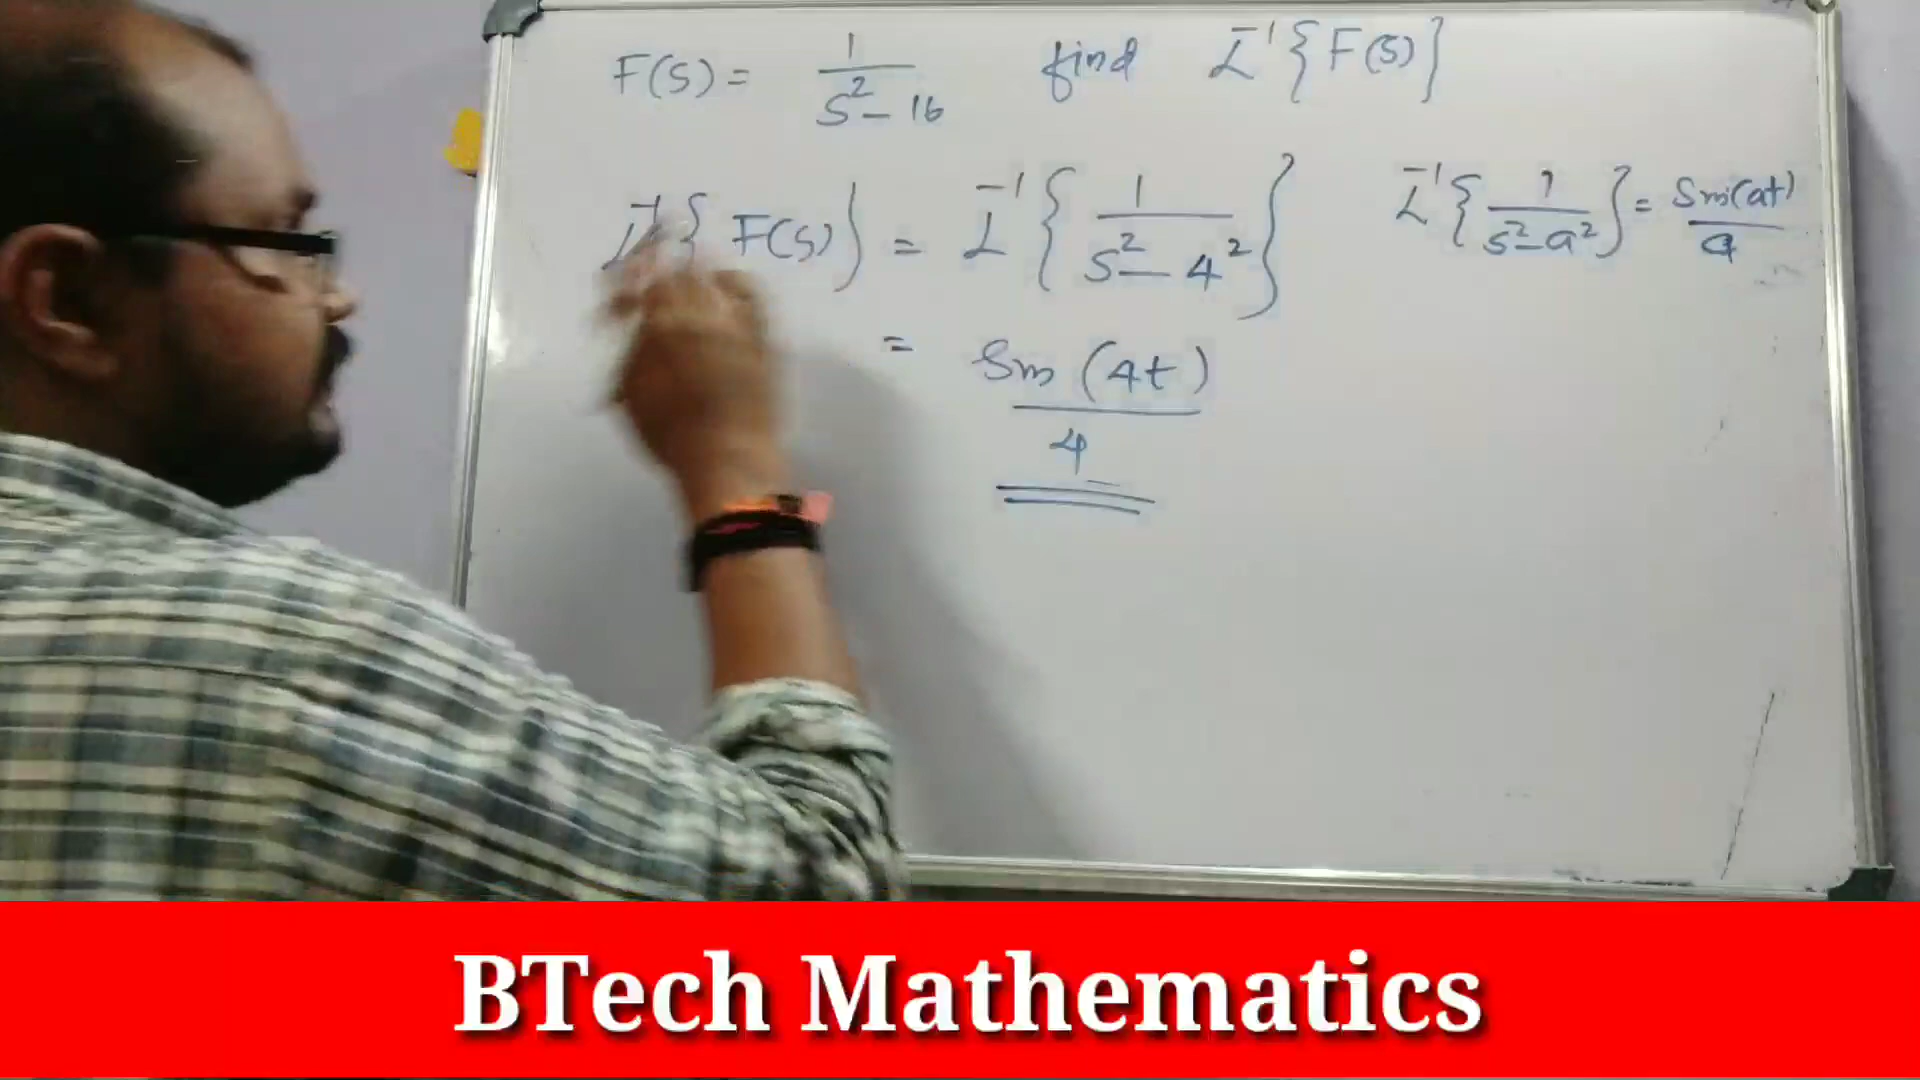 F(S) = 1/(S² - 16) find L⁻¹{F(S)}
L⁻¹{F(S)} = L⁻¹{1/(S² - 4²)} L⁻¹{1/(S² - a²)} = Sin(at)/a
= Sin (4t)/4
BTech Mathematics